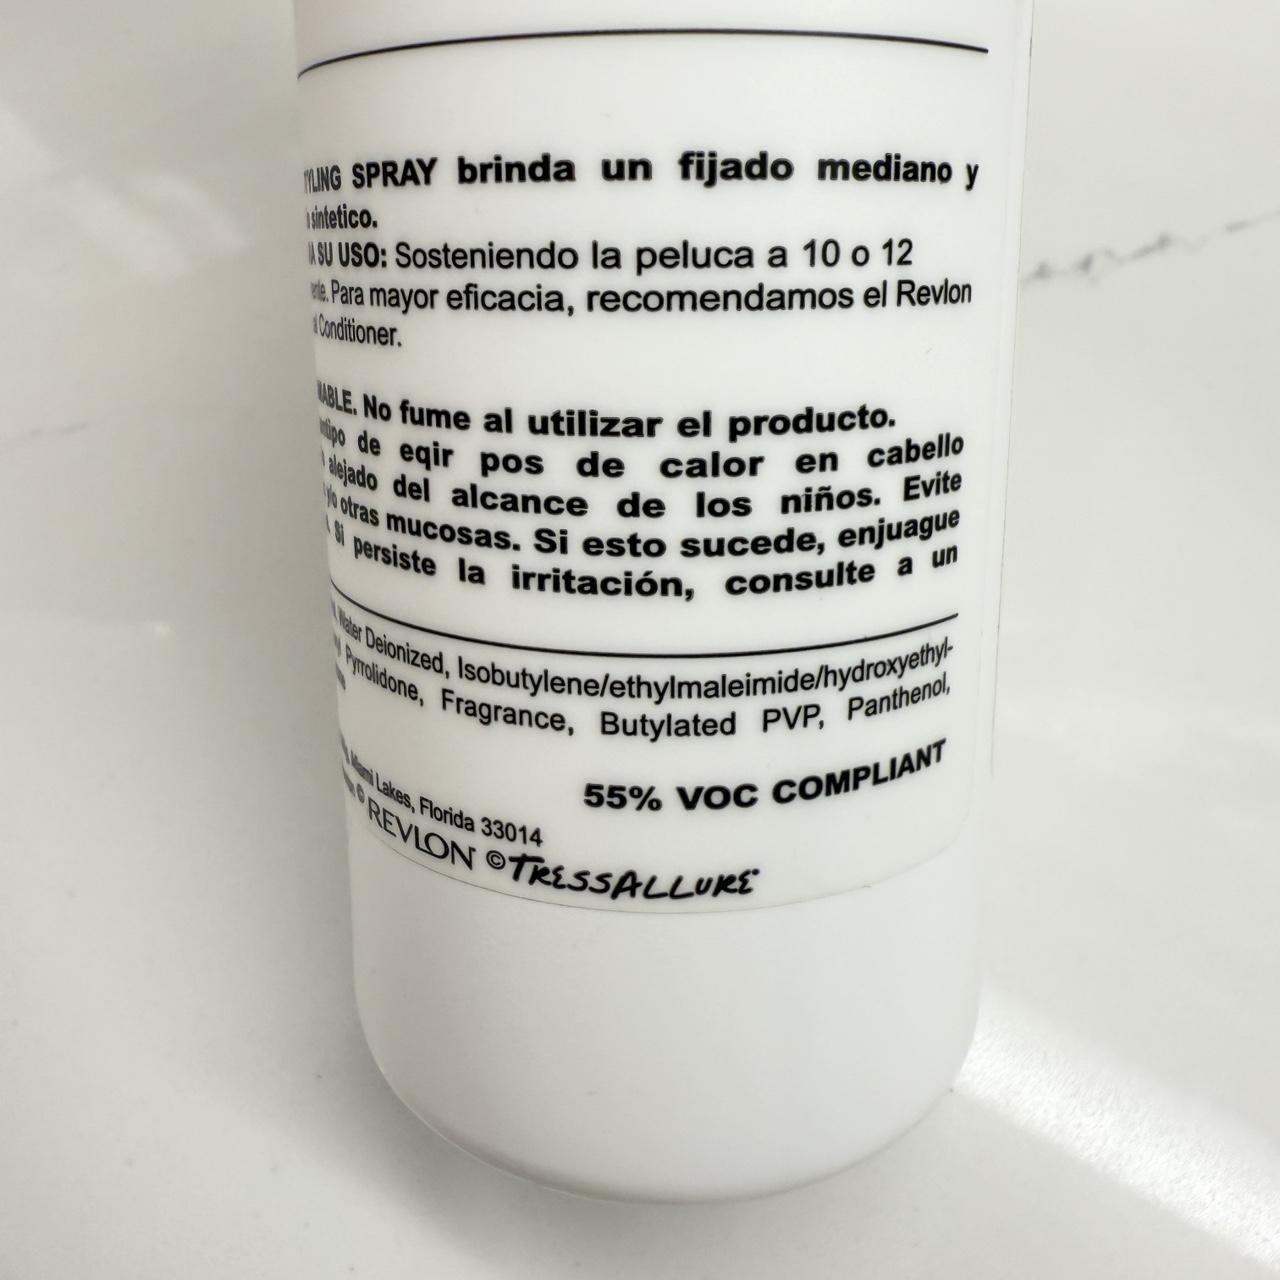 SPRAY brinda un fijado mediano y
sintetico.
SU USO: Sosteniendo la peluca a 10 o 12
Para mayor eficacia, recomendamos el Revlon
Conditioner.
No fume al utilizar el producto.
de eqir pos de calor en cabello
alejado del alcance de los niños. Evite
y/o otras mucosas. Si esto sucede, enjuague
Si persiste la irritación, consulte a un
Water Deionized, Isobutylene/ethylmaleimide/hydroxyethyl-
Pyrrolidone, Fragrance, Butylated PVP, Panthenol,
55% VOC COMPLIANT
Miami Lakes, Florida 33014
© REVLON ©TRESSALLURE